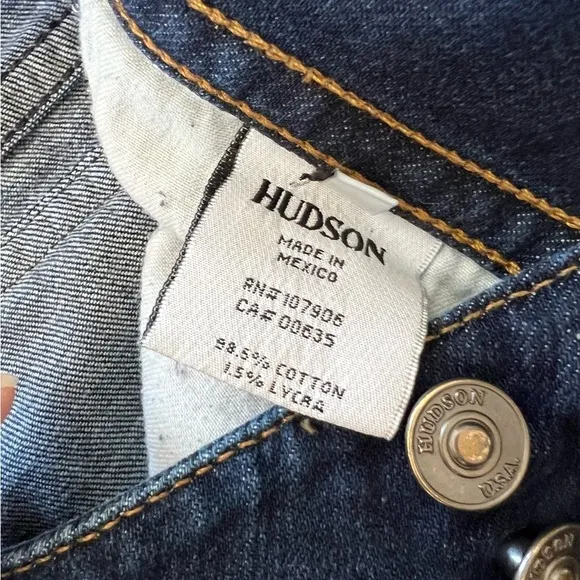 HUDSON
MADE IN
MEXICO
RN#107906
CA# 00635
98.5% COTTON
1.5% LYCRA
HUDSON
U.S.A.